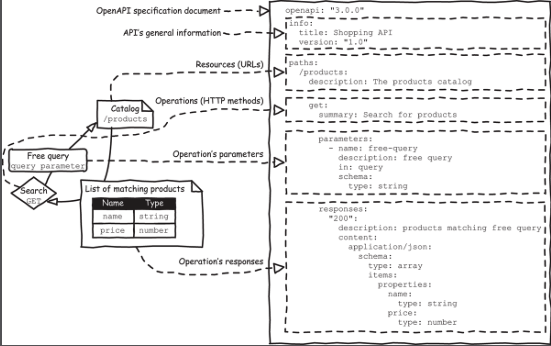 OpenAPI specification document
API's general information
Resources (URLs)
Catalog
/products
Operations (HTTP methods)
Free query
query parameter
Operation's parameters
Search
GET
List of matching products
Name Type
name string
price number
Operation's responses
openapi: "3.0.0"
info:
title: Shopping API
version: "1.0"
paths:
/products:
description: The products catalog
get:
summary: Search for products
parameters:
- name: free-query
description: free query
in: query
schema:
type: string
responses:
"200":
description: products matching free query
content:
application/json:
schema:
type: array
items:
properties:
name:
type: string
price:
type: number